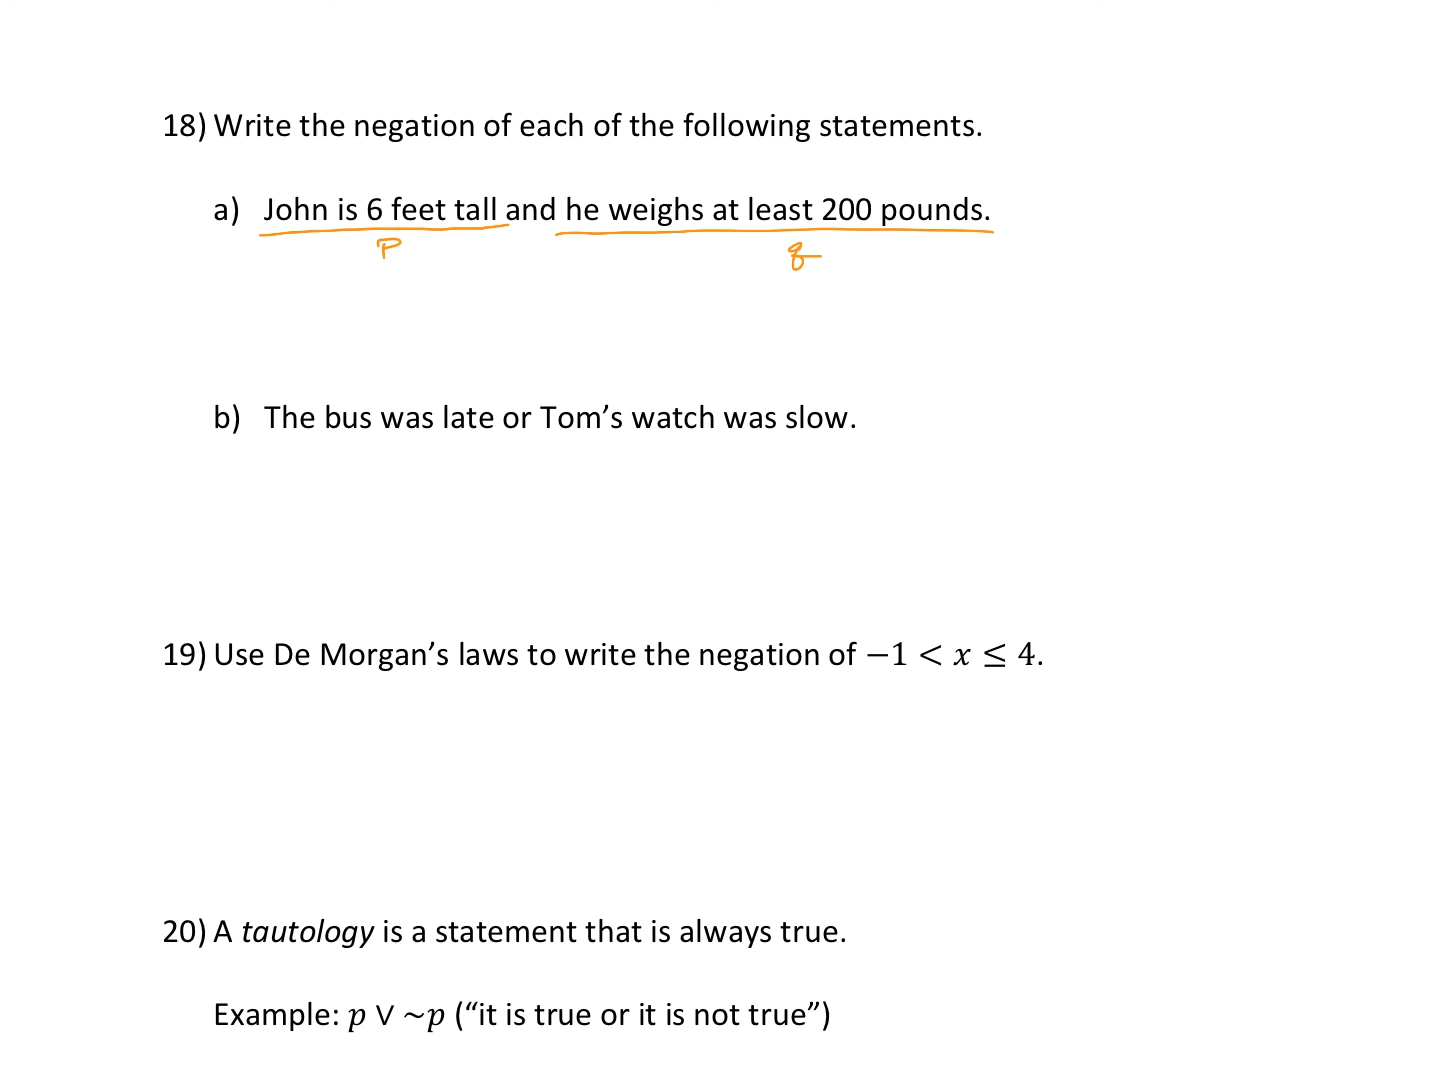 18) Write the negation of each of the following statements.
a) John is 6 feet tall and he weighs at least 200 pounds.
P q
b) The bus was late or Tom’s watch was slow.
19) Use De Morgan’s laws to write the negation of −1 < x ≤ 4.
20) A tautology is a statement that is always true.
Example: p ∨ ~p (“it is true or it is not true”)